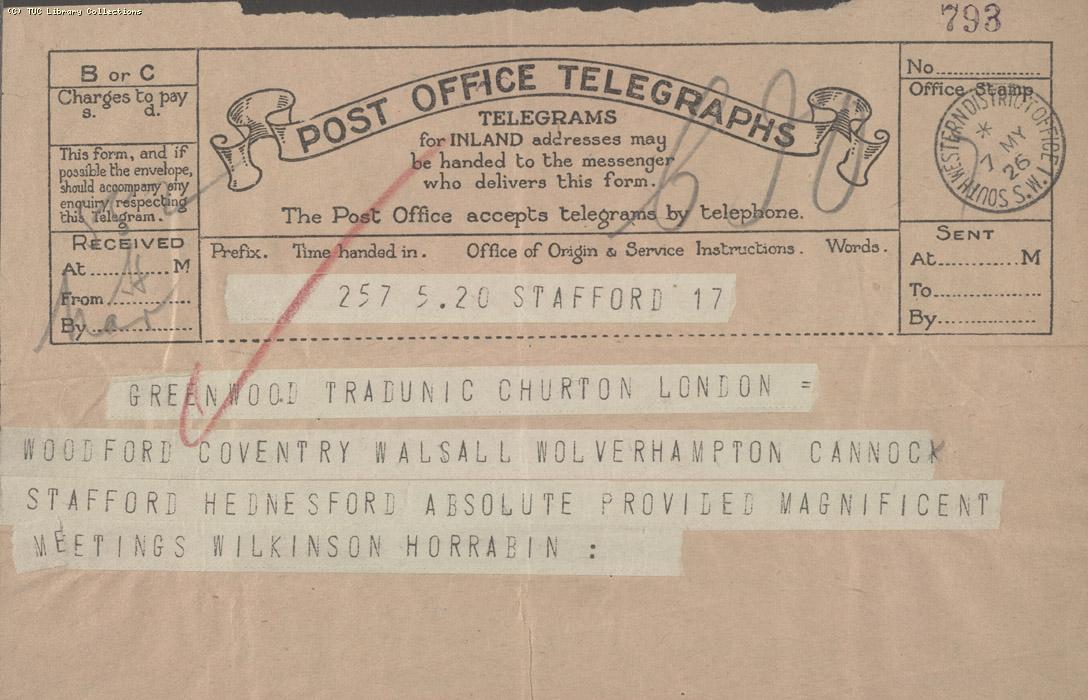 (C) TUC Library Collections
793
B or C
Charges to pay
s. d.
This form, and if
possible the envelope,
should accompany any
enquiry respecting
this Telegram.
RECEIVED
At............M
From............
By............
POST OFFICE TELEGRAPHS
TELEGRAMS
for INLAND addresses may
be handed to the messenger
who delivers this form.
The Post Office accepts telegrams by telephone.
Prefix. Time handed in. Office of Origin & Service Instructions. Words.
No............
Office Stamp
SOUTH WESTERN DISTRICT OFFICE S.W.1
*
7 MY
26
SENT
At............M
To............
By............
257 5.20 STAFFORD 17
GREENWOOD TRADUNIC CHURTON LONDON =
WOODFORD COVENTRY WALSALL WOLVERHAMPTON CANNOCK
STAFFORD HEDNESFORD ABSOLUTE PROVIDED MAGNIFICENT
MEETINGS WILKINSON HORRABIN :